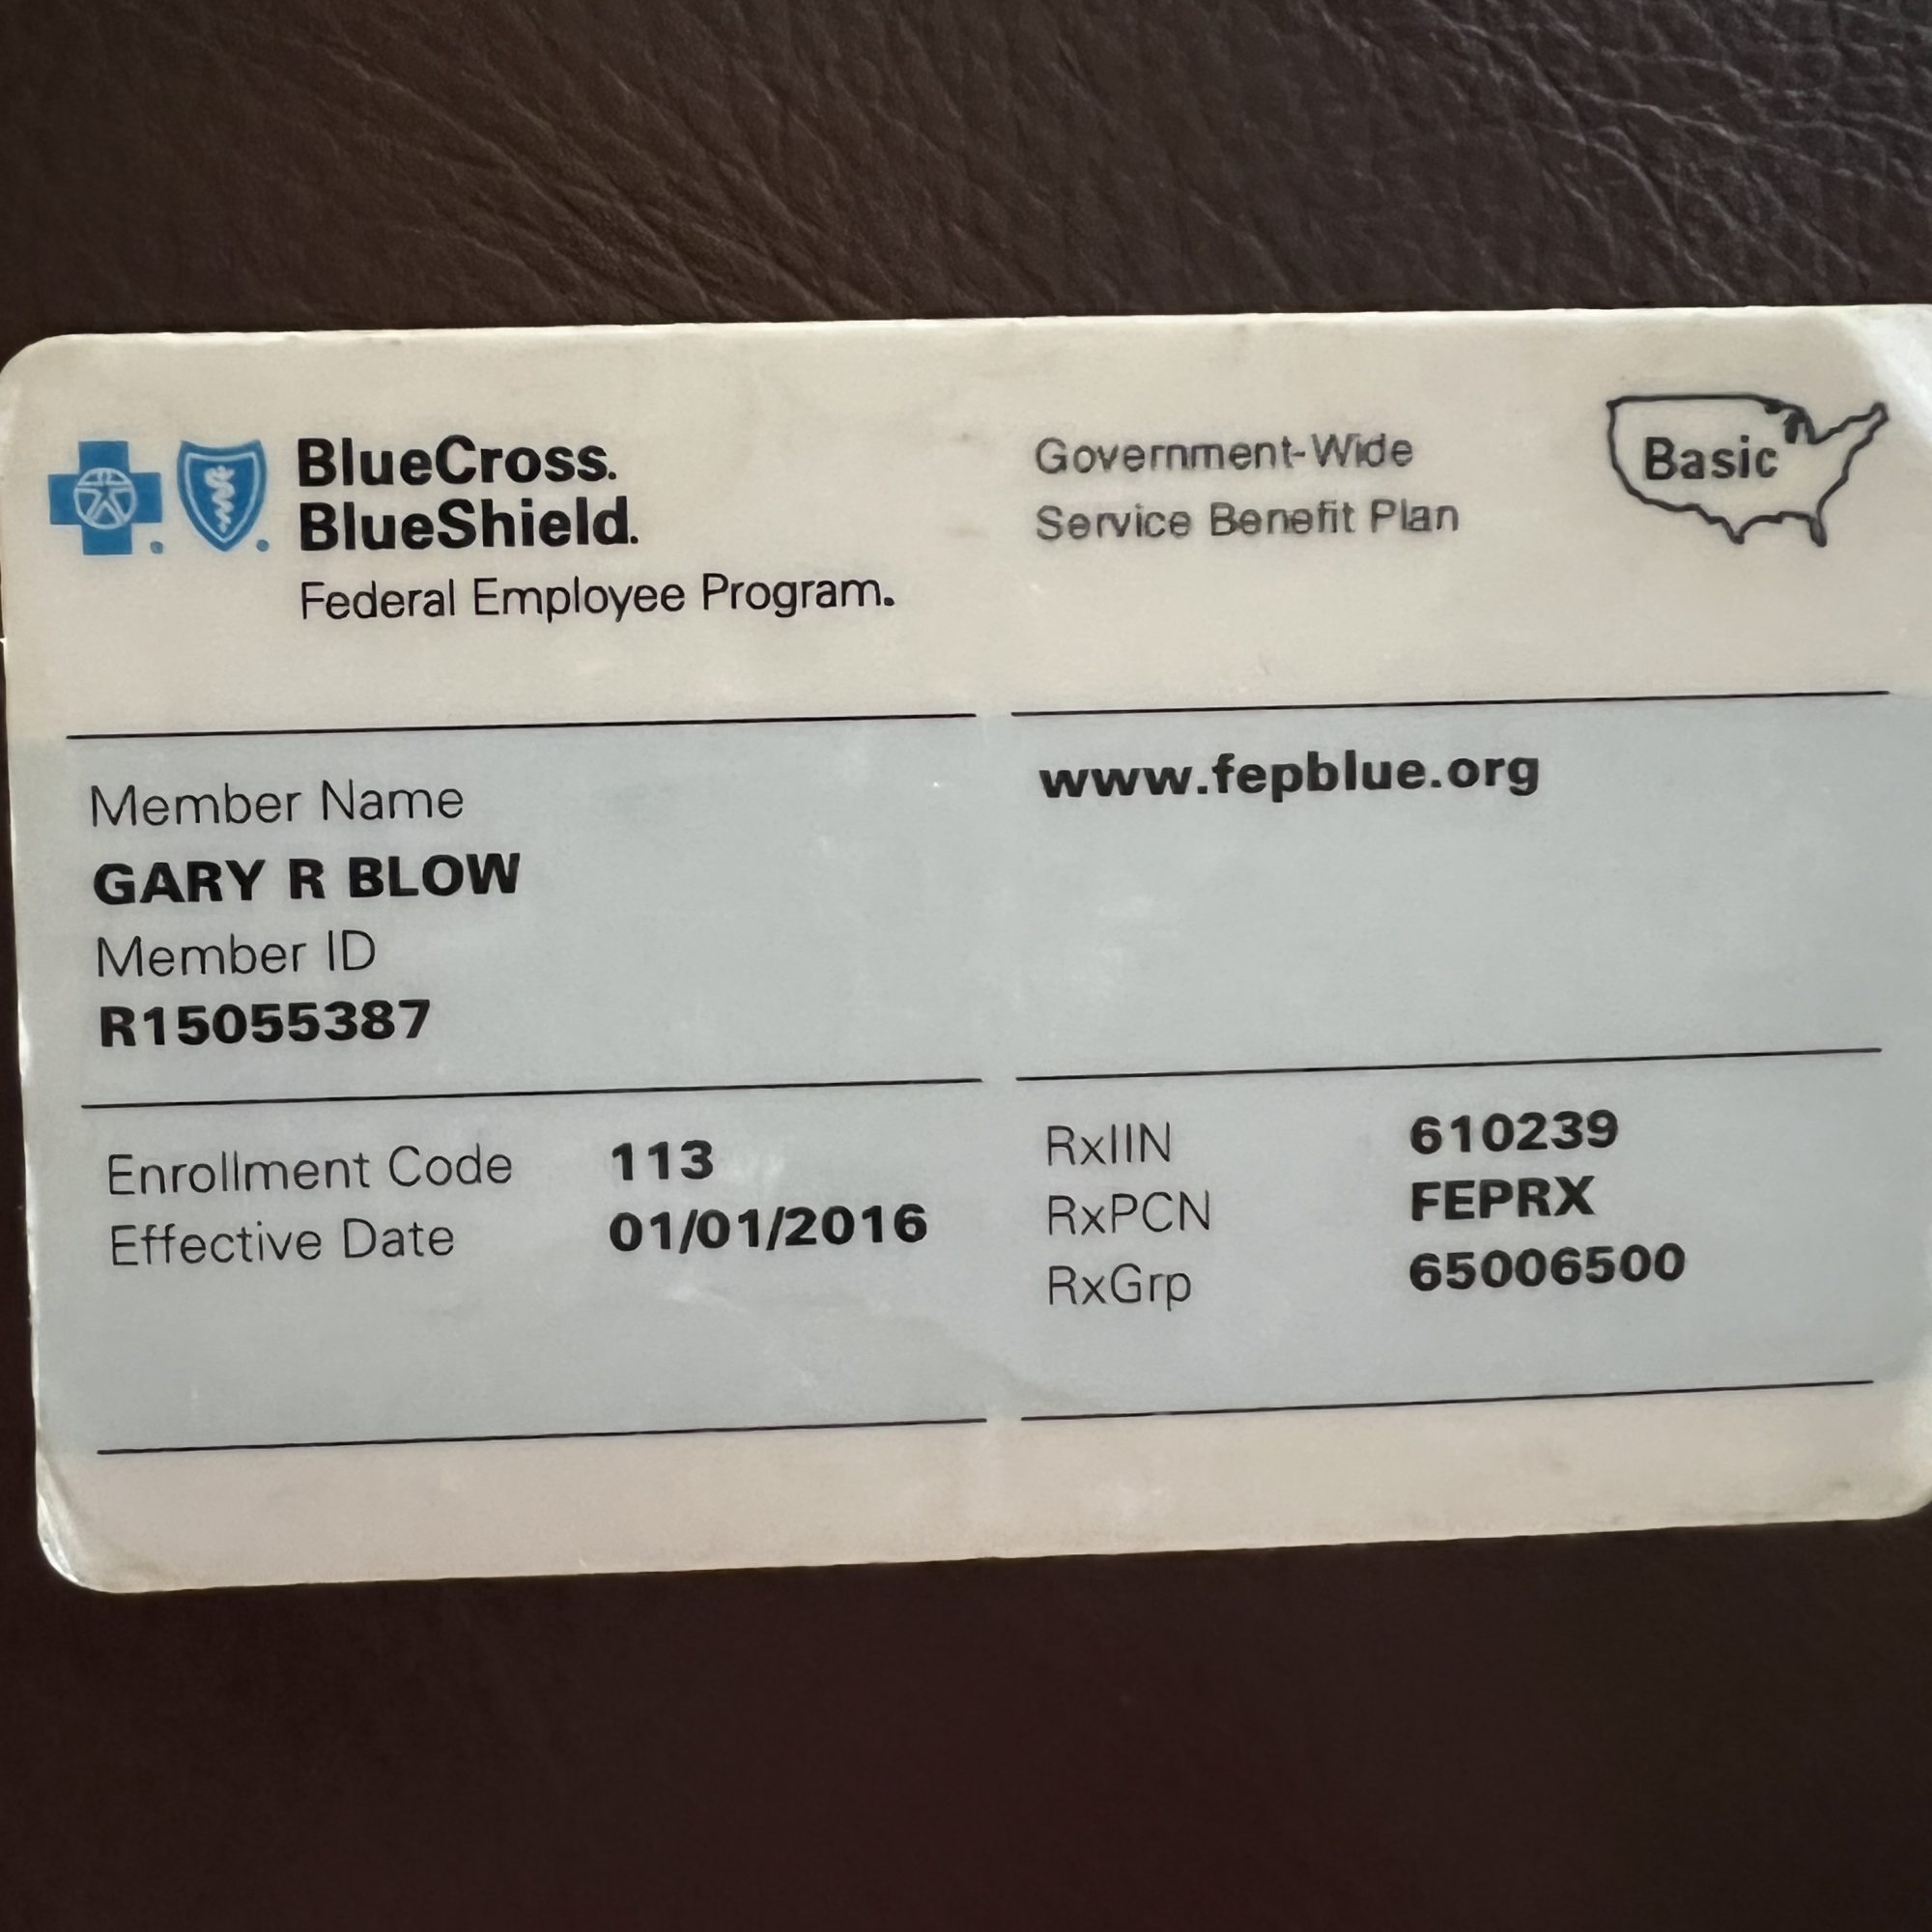 BlueCross.
BlueShield.
Federal Employee Program.
Government-Wide
Service Benefit Plan
Basic
Member Name
GARY R BLOW
Member ID
R15055387
www.fepblue.org
Enrollment Code 113
Effective Date 01/01/2016
RxIIN 610239
RxPCN FEPRX
RxGrp 65006500